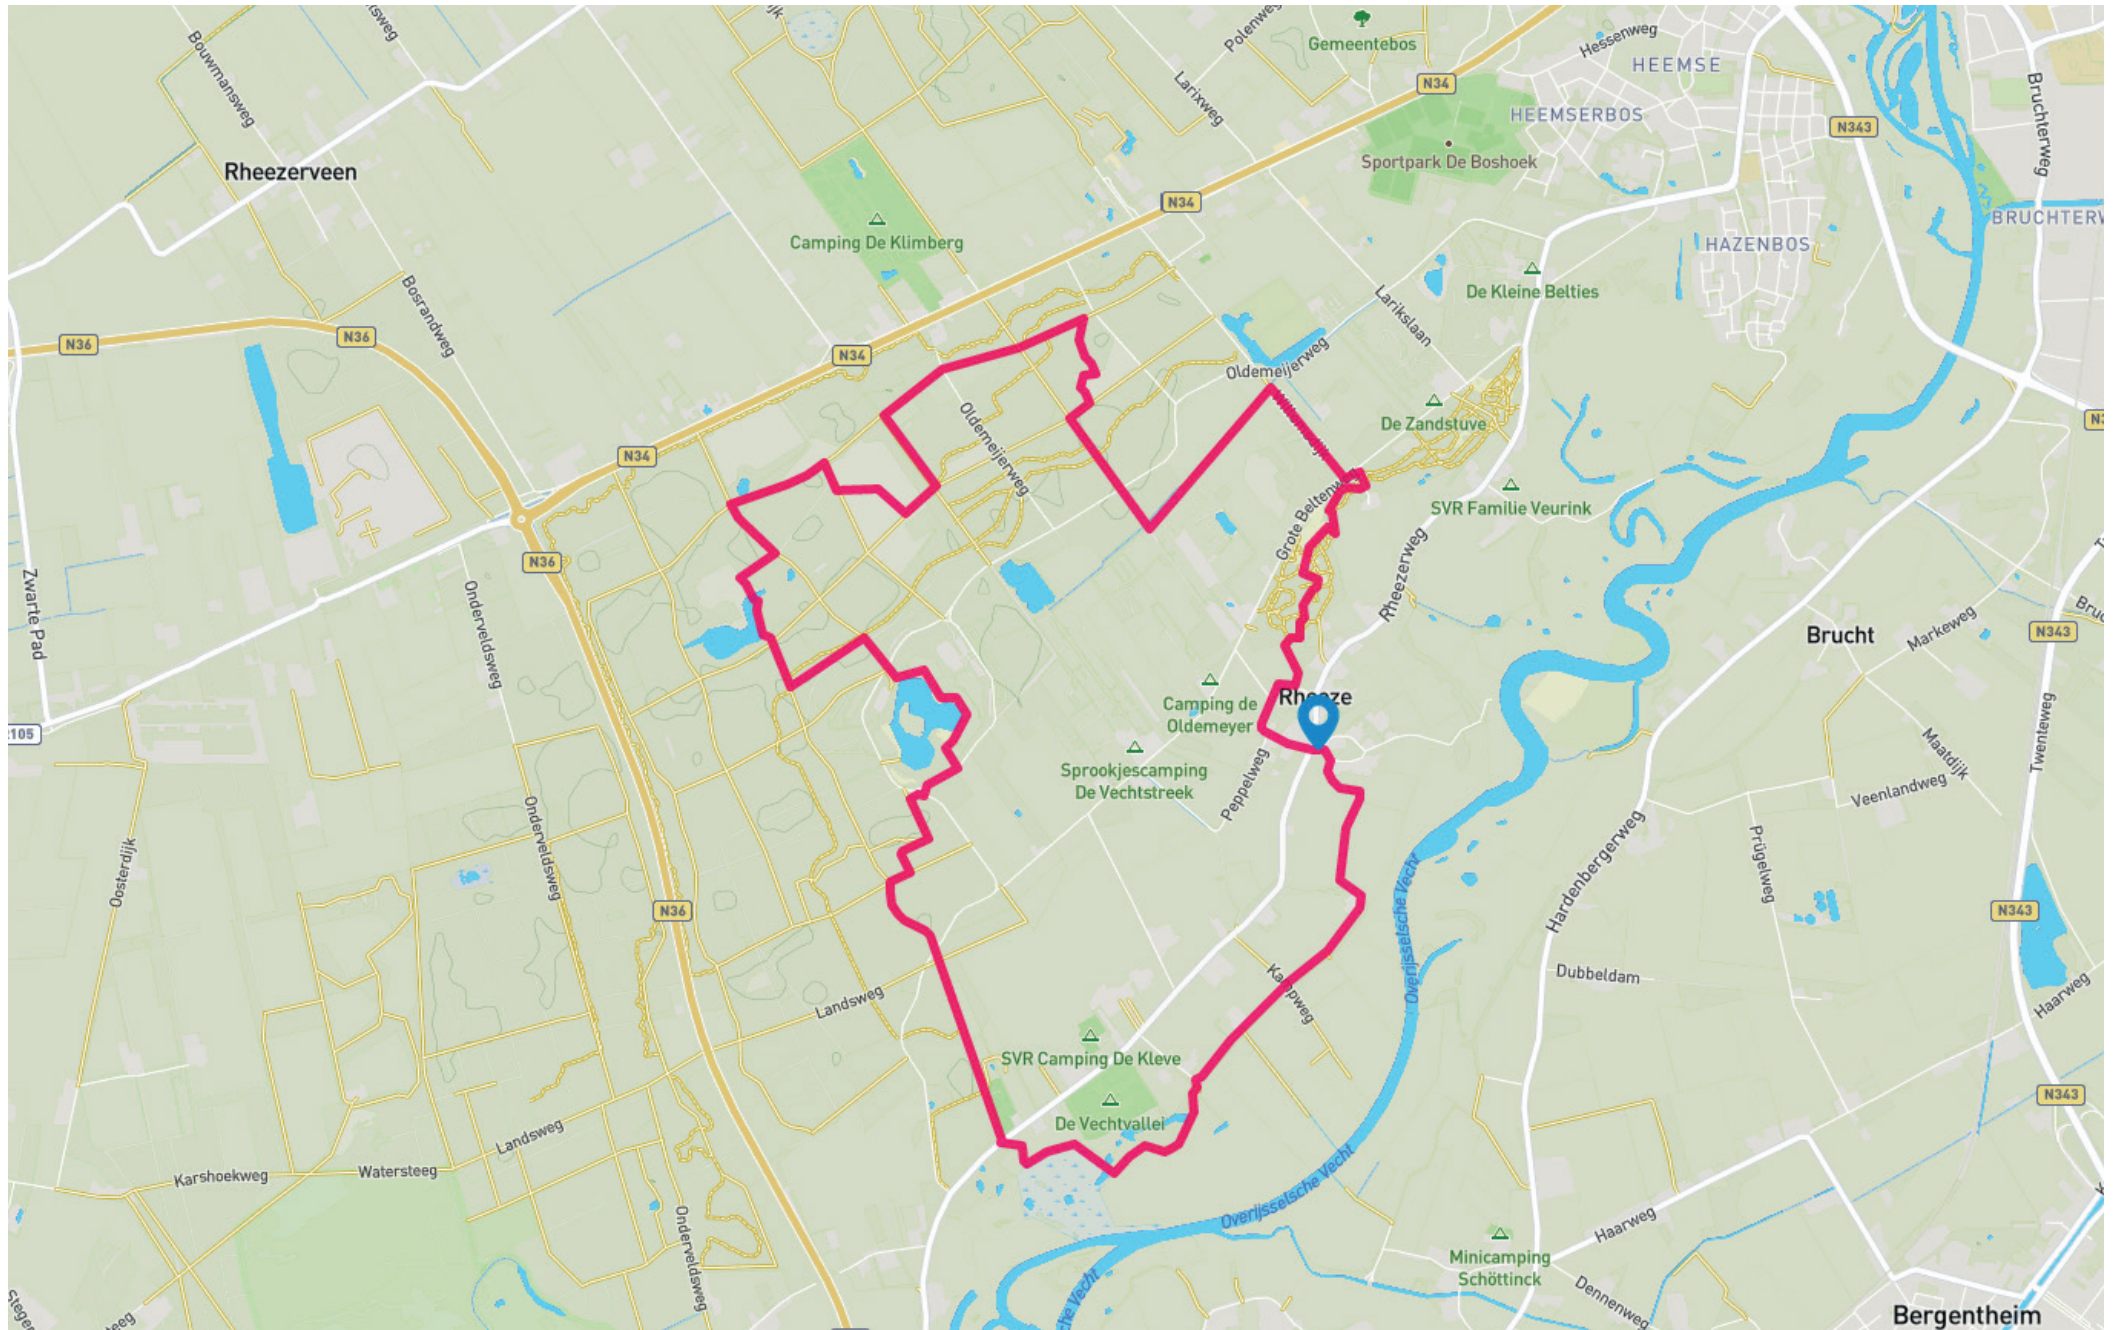 Polenweg
Gemeentebos
Hessenweg
HEEMSE
Bouwmansweg
Larixweg
N34
HEEMSERBOS
N343
Bruchterweg
Sportpark De Boshoek
Rheezerveen
N34
Camping De Klimberg
HAZENBOS
De Kleine Belties
Bosrandweg
Larikslaan
N36
N36
N34
Oldemeijerweg
De Zandstuve
Oldemeijerweg
N34
SVR Familie Veurink
Grote Beltenweg
N36
Rheezerweg
Zwarte Pad
Onderveldsweg
Brucht
Markeweg
N343
Camping de
Oldemeyer
Twenteweg
Maatdijk
Sprookjescamping
De Vechtstreek
Peppelweg
Veenlandweg
Prügelweg
Onderveldsweg
Oosterdijk
Hardenbergerweg
Overijsselsche Vecht
N36
N343
Kampweg
Dubbeldam
Landsweg
Haarweg
SVR Camping De Kleve
De Vechtvallei
N343
Landsweg
Karshoekweg
Watersteeg
Overijsselsche Vecht
Onderveldsweg
Haarweg
Minicamping
Schöttinck
Dennenweg
Bergentheim